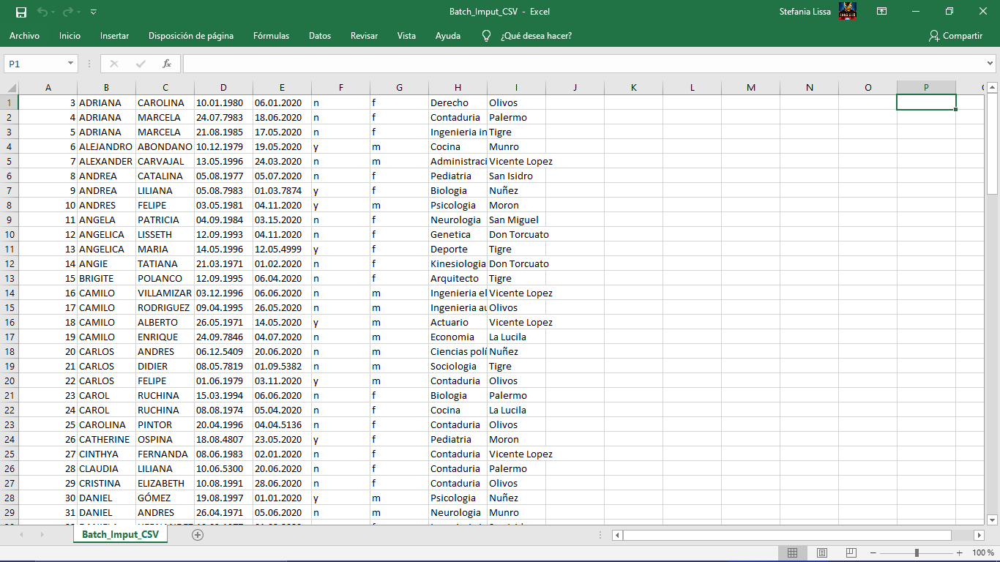 Batch_Imput_CSV - Excel Stefania Lissa
Archivo Inicio Insertar Disposición de página Fórmulas Datos Revisar Vista Ayuda ¿Qué desea hacer? Compartir
P1 fx
A B C D E F G H I J K L M N O P
1 3 ADRIANA CAROLINA 10.01.1980 06.01.2020 n f Derecho Olivos
2 4 ADRIANA MARCELA 24.07.7983 18.06.2020 n f Contaduria Palermo
3 5 ADRIANA MARCELA 21.08.1985 17.05.2020 n f Ingenieria in Tigre
4 6 ALEJANDRO ABONDANO 10.12.1979 19.05.2020 y m Cocina Munro
5 7 ALEXANDER CARVAJAL 13.05.1996 24.03.2020 n m Administraci Vicente Lopez
6 8 ANDREA CATALINA 05.08.1977 05.07.2020 n f Pediatria San Isidro
7 9 ANDREA LILIANA 05.08.7983 01.03.7874 y f Biologia Nuñez
8 10 ANDRES FELIPE 03.05.1981 04.11.2020 y m Psicologia Moron
9 11 ANGELA PATRICIA 04.09.1984 03.15.2020 n f Neurologia San Miguel
10 12 ANGELICA LISSETH 12.09.1993 04.11.2020 n f Genetica Don Torcuato
11 13 ANGELICA MARIA 14.05.1996 12.05.4999 y f Deporte Tigre
12 14 ANGIE TATIANA 21.03.1971 01.02.2020 n f Kinesiologia Don Torcuato
13 15 BRIGITE POLANCO 12.09.1995 06.04.2020 n f Arquitecto Tigre
14 16 CAMILO VILLAMIZAR 03.12.1996 06.06.2020 n m Ingenieria el Vicente Lopez
15 17 CAMILO RODRIGUEZ 09.04.1995 26.05.2020 n m Ingenieria au Olivos
16 18 CAMILO ALBERTO 26.05.1971 14.05.2020 y m Actuario Vicente Lopez
17 19 CAMILO ENRIQUE 24.09.7846 04.07.2020 n m Economia La Lucila
18 20 CARLOS ANDRES 06.12.5409 20.06.2020 n m Ciencias polí Nuñez
19 21 CARLOS DIDIER 08.05.7819 01.09.5382 n m Sociologia Tigre
20 22 CARLOS FELIPE 01.06.1979 03.11.2020 y m Contaduria Olivos
21 23 CAROL RUCHINA 15.03.1994 06.06.2020 n f Biologia Palermo
22 24 CAROL RUCHINA 08.08.1974 05.04.2020 n f Cocina La Lucila
23 25 CAROLINA PINTOR 20.04.1996 04.04.5136 n f Contaduria Olivos
24 26 CATHERINE OSPINA 18.08.4807 23.05.2020 y f Pediatria Moron
25 27 CINTHYA FERNANDA 08.06.1983 02.01.2020 n f Contaduria Vicente Lopez
26 28 CLAUDIA LILIANA 10.06.5300 20.06.2020 n f Contaduria Palermo
27 29 CRISTINA ELIZABETH 10.08.1991 28.06.2020 n f Contaduria Olivos
28 30 DANIEL GÓMEZ 19.08.1997 01.01.2020 y m Psicologia Nuñez
29 31 DANIEL ANDRES 26.04.1971 05.06.2020 n m Neurologia Munro
Batch_Imput_CSV
100 %